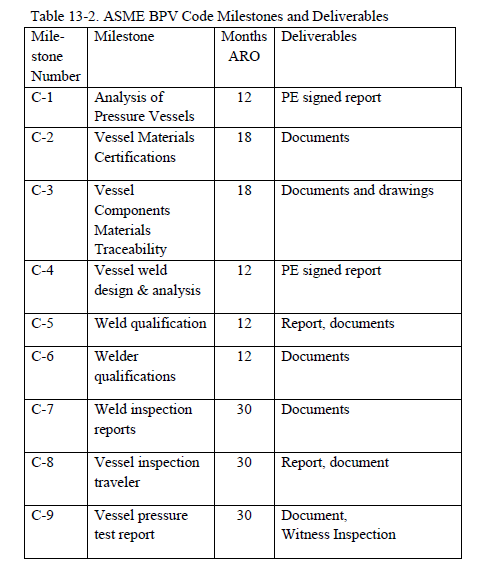 Table 13-2. ASME BPV Code Milestones and Deliverables
Mile- Milestone Months Deliverables
stone ARO
Number
C-1 Analysis of 12 PE signed report
Pressure Vessels
C-2 Vessel Materials 18 Documents
Certifications
C-3 Vessel 18 Documents and drawings
Components
Materials
Traceability
C-4 Vessel weld 12 PE signed report
design & analysis
C-5 Weld qualification 12 Report, documents
C-6 Welder 12 Documents
qualifications
C-7 Weld inspection 30 Documents
reports
C-8 Vessel inspection 30 Report, document
traveler
C-9 Vessel pressure 30 Document,
test report Witness Inspection